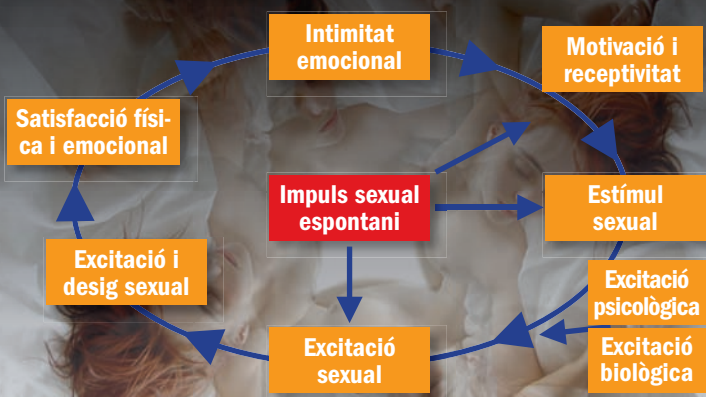 Intimitat
emocional
Motivació i
receptivitat
Satisfacció físi-
ca i emocional
Impuls sexual
espontani
Estímul
sexual
Excitació i
desig sexual
Excitació
psicològica
Excitació
sexual
Excitació
biològica